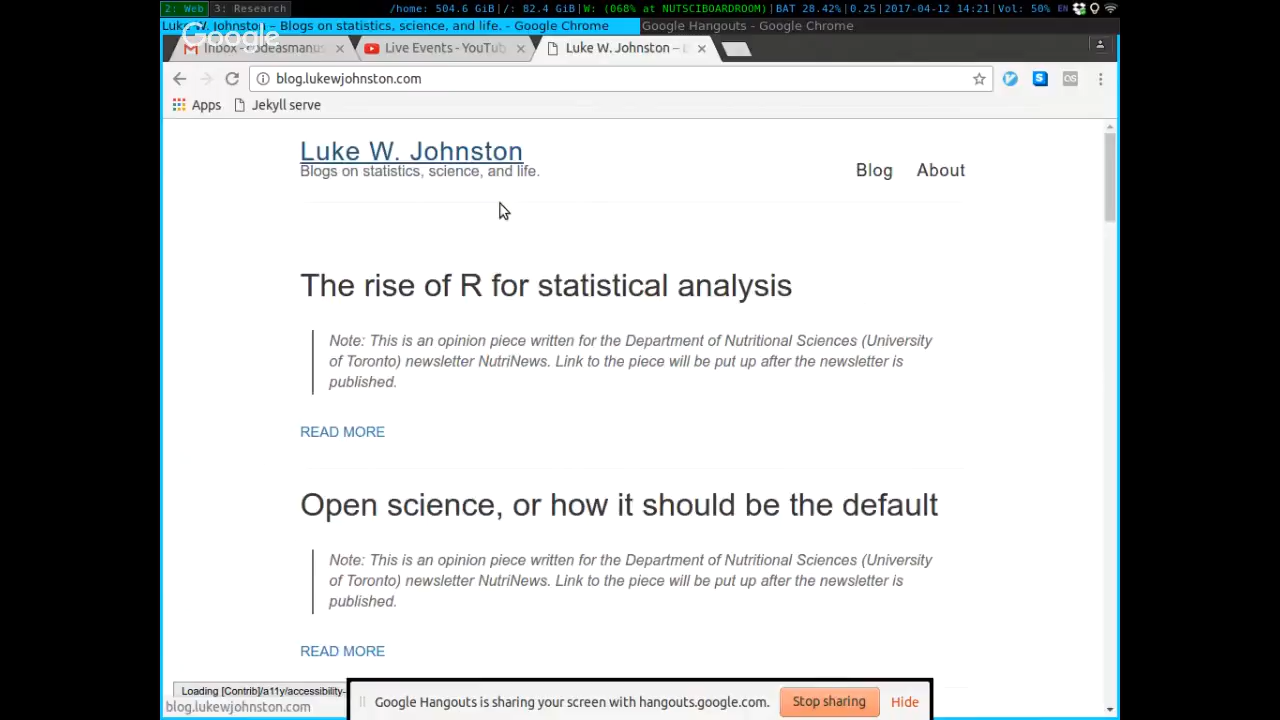 2: Web 3: Research /home: 504.6 GiB|/: 82.4 GiB|W: (068% at NUTSCIBOARDROOM)|BAT 28.42%|0.25|2017-04-12 14:21|Vol: 50% EN
Luke W. Johnston – Blogs on statistics, science, and life. - Google Chrome Google Hangouts - Google Chrome
Google
Inbox - Live Events - YouTub Luke W. Johnston –
blog.lukewjohnston.com
Apps Jekyll serve
Luke W. Johnston
Blogs on statistics, science, and life.
Blog About
The rise of R for statistical analysis
Note: This is an opinion piece written for the Department of Nutritional Sciences (University
of Toronto) newsletter NutriNews. Link to the piece will be put up after the newsletter is
published.
READ MORE
Open science, or how it should be the default
Note: This is an opinion piece written for the Department of Nutritional Sciences (University
of Toronto) newsletter NutriNews. Link to the piece will be put up after the newsletter is
published.
READ MORE
Loading [Contrib]/a11y/accessibility-
blog.lukewjohnston.com
Google Hangouts is sharing your screen with hangouts.google.com. Stop sharing Hide